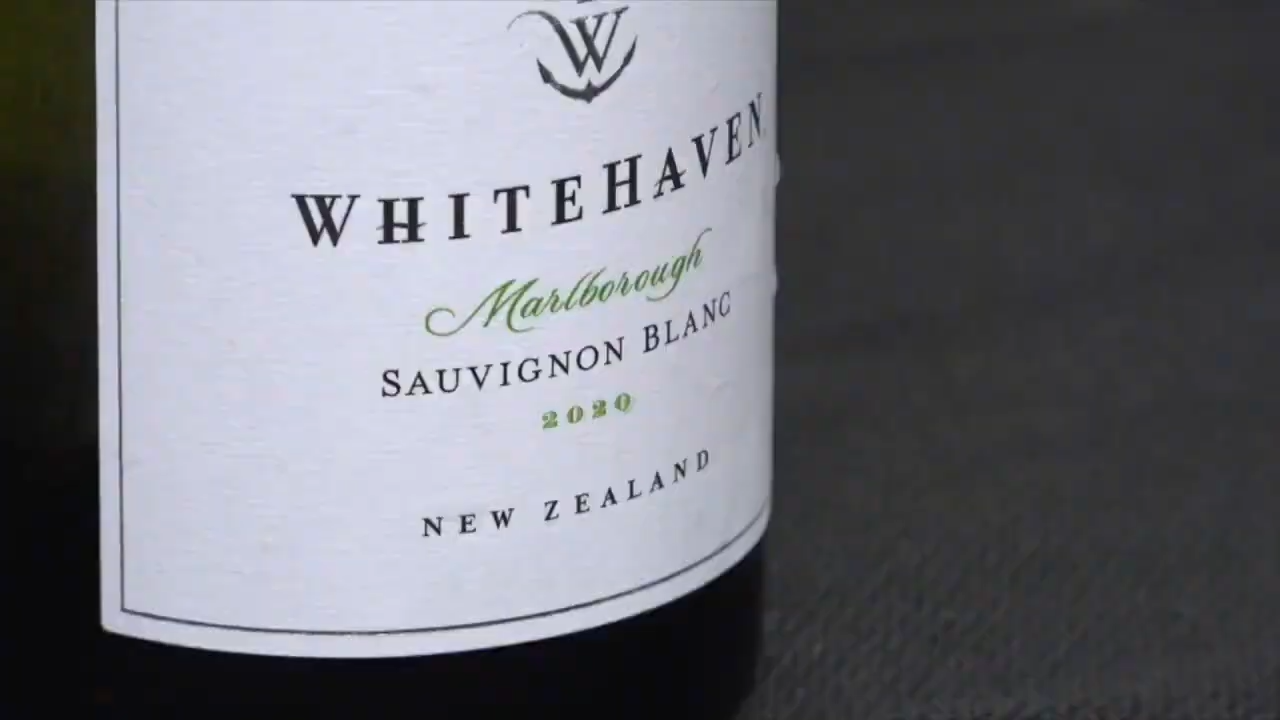 W
WHITEHAVEN
Marlborough
SAUVIGNON BLANC
2020
NEW ZEALAND